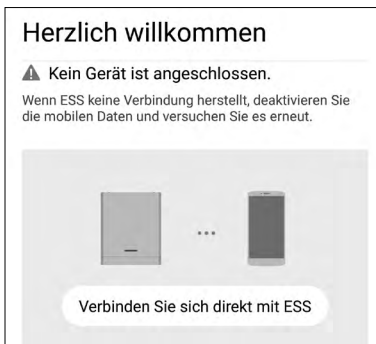 Herzlich willkommen
Kein Gerät ist angeschlossen.
Wenn ESS keine Verbindung herstellt, deaktivieren Sie
die mobilen Daten und versuchen Sie es erneut.
Verbinden Sie sich direkt mit ESS